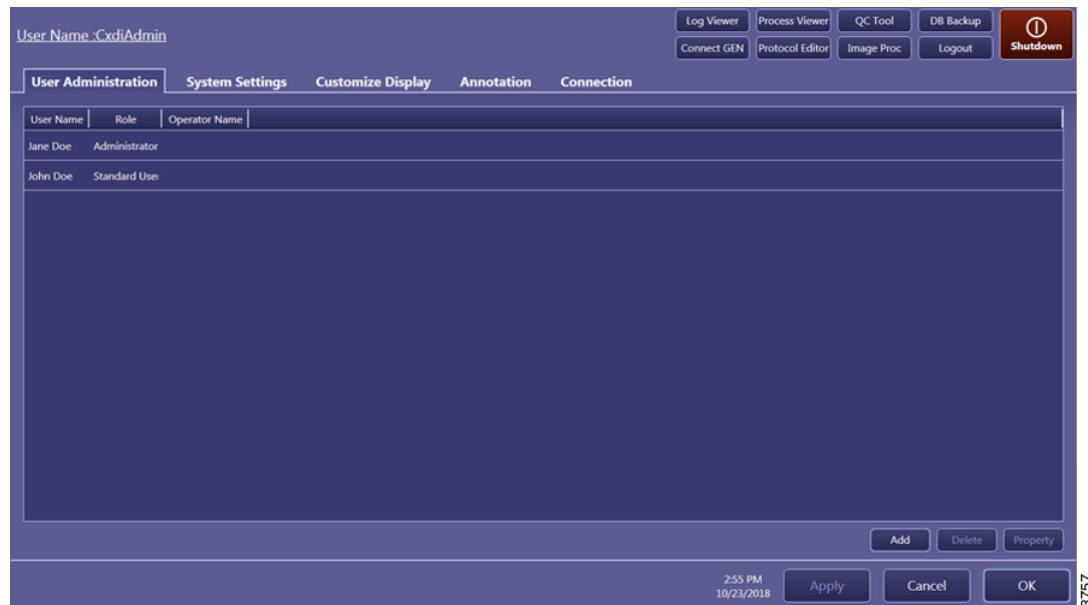 User Name :CxdiAdmin
Log Viewer Process Viewer QC Tool DB Backup
Connect GEN Protocol Editor Image Proc Logout
Shutdown
User Administration System Settings Customize Display Annotation Connection
User Name Role Operator Name
Jane Doe Administrator
John Doe Standard User
Add Delete Property
2:55 PM
10/23/2018
Apply Cancel OK
3757